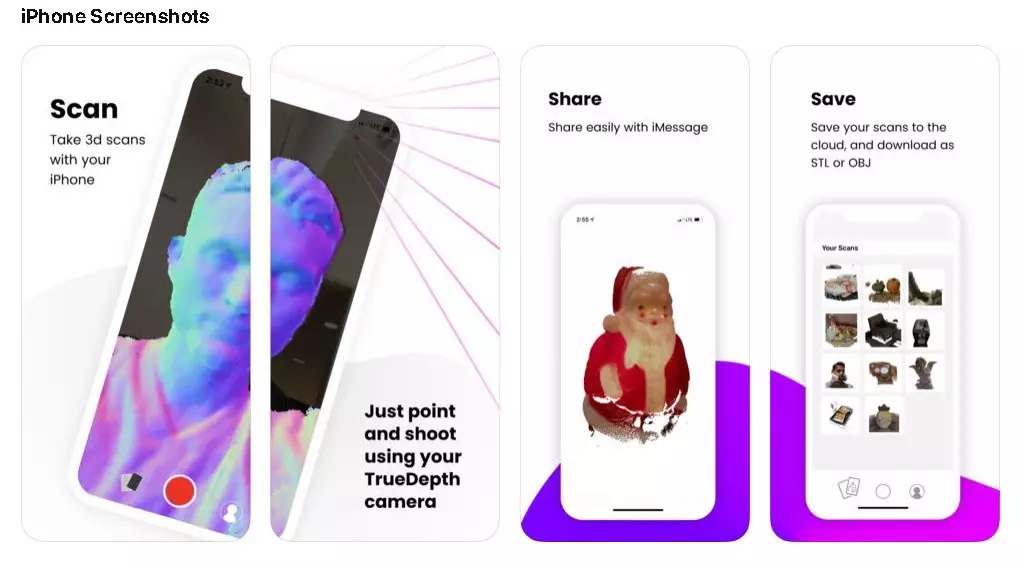 iPhone Screenshots
Scan
Take 3d scans
with your
iPhone
2:53
LTE
Just point
and shoot
using your
TrueDepth
camera
Share
Share easily with iMessage
2:55
LTE
Save
Save your scans to the
cloud, and download as
STL or OBJ
Your Scans